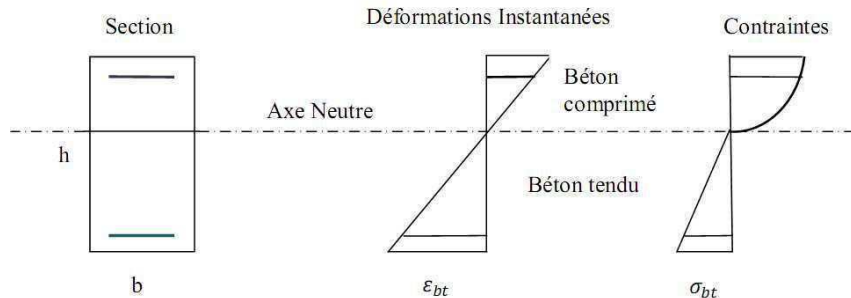 Section
Déformations Instantanées
Contraintes
Béton
comprimé
Axe Neutre
h
Béton tendu
b
ε_bt
σ_bt